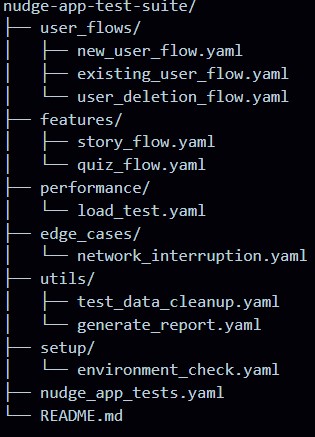 nudge-app-test-suite/
├── user_flows/
│   ├── new_user_flow.yaml
│   ├── existing_user_flow.yaml
│   └── user_deletion_flow.yaml
├── features/
│   ├── story_flow.yaml
│   └── quiz_flow.yaml
├── performance/
│   └── load_test.yaml
├── edge_cases/
│   └── network_interruption.yaml
├── utils/
│   ├── test_data_cleanup.yaml
│   └── generate_report.yaml
├── setup/
│   └── environment_check.yaml
├── nudge_app_tests.yaml
└── README.md